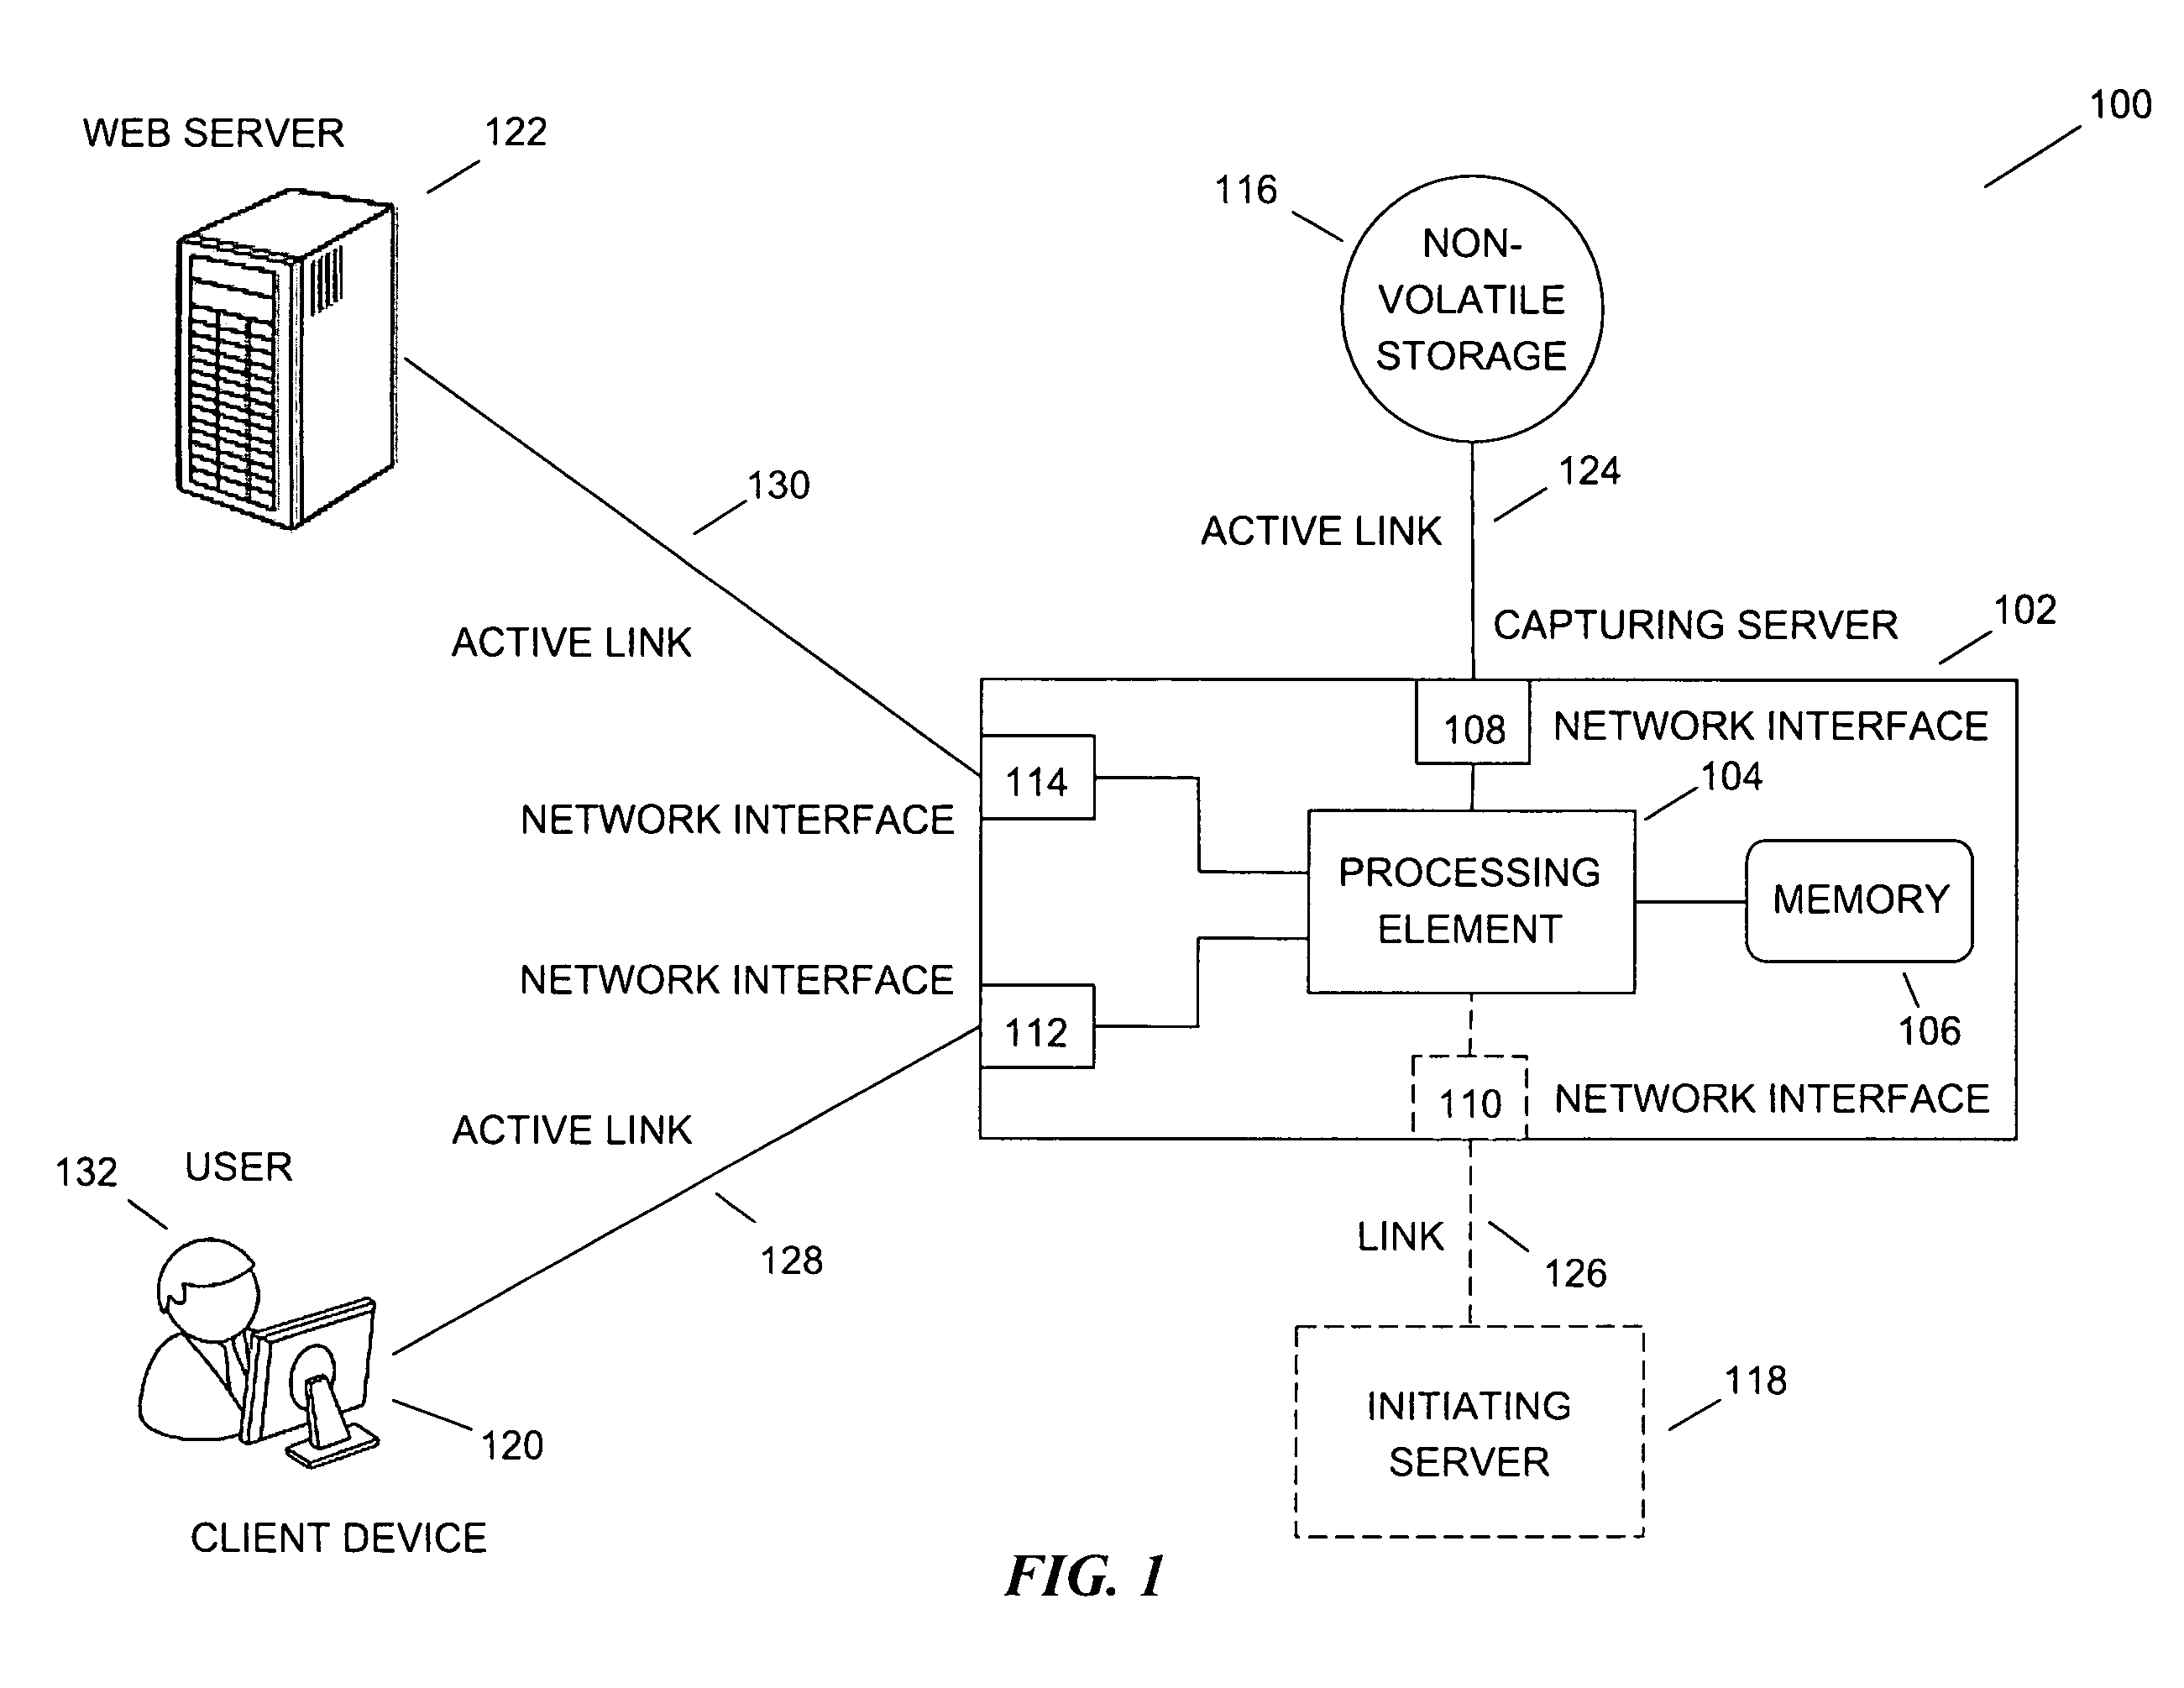 100
WEB SERVER
122
116
NON-
VOLATILE
STORAGE
130
124
ACTIVE LINK
ACTIVE LINK
CAPTURING SERVER
102
108
NETWORK INTERFACE
114
NETWORK INTERFACE
104
PROCESSING
ELEMENT
MEMORY
106
NETWORK INTERFACE
112
110
NETWORK INTERFACE
ACTIVE LINK
128
132
USER
LINK
126
120
CLIENT DEVICE
INITIATING
SERVER
118
FIG. 1